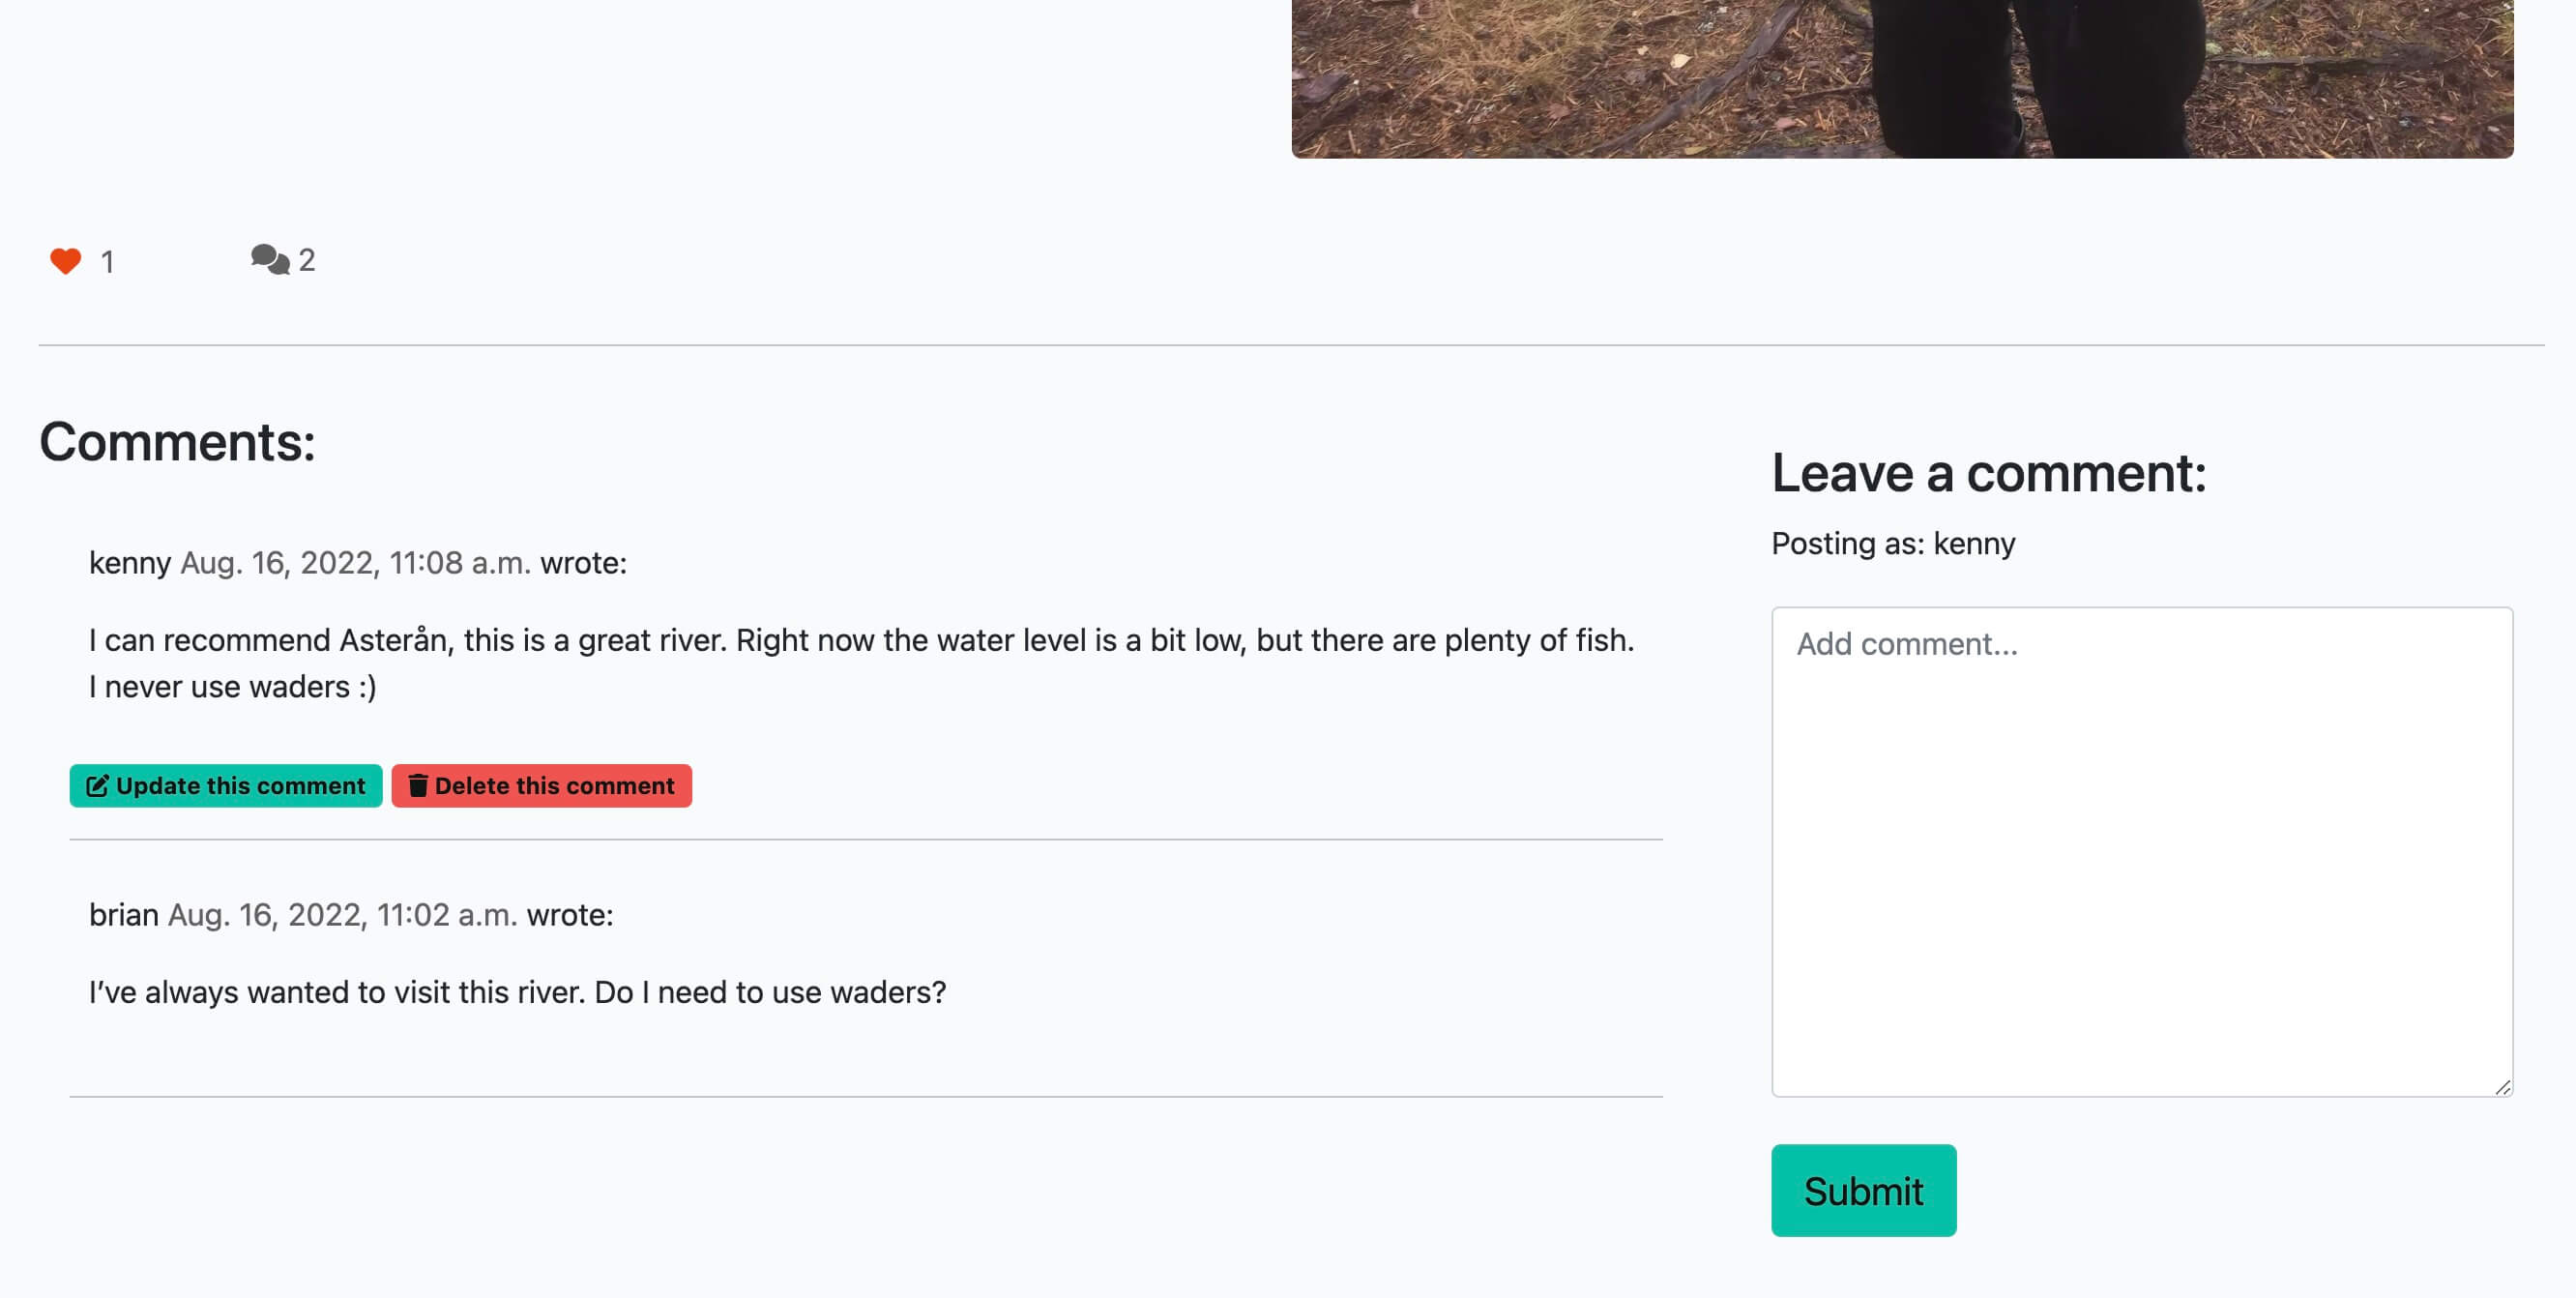 1 2
Comments:
kenny Aug. 16, 2022, 11:08 a.m. wrote:
I can recommend Asterån, this is a great river. Right now the water level is a bit low, but there are plenty of fish.
I never use waders :)
Update this comment Delete this comment
brian Aug. 16, 2022, 11:02 a.m. wrote:
I’ve always wanted to visit this river. Do I need to use waders?
Leave a comment:
Posting as: kenny
Add comment...
Submit